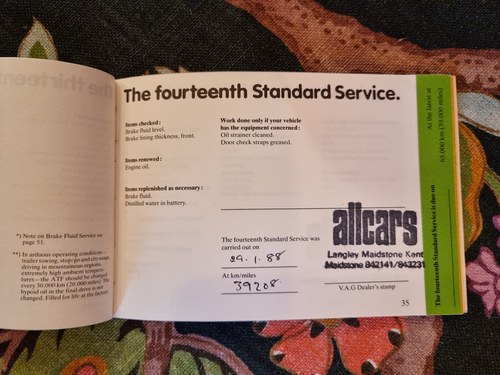 The fourteenth Standard Service.
Items checked:
Brake fluid level.
Brake lining thickness, front.
Items renewed:
Engine oil.
Items replenished as necessary:
Brake fluid.
Distilled water in battery.
Work done only if your vehicle
has the equipment concerned:
Oil strainer cleaned.
Door check straps greased.
The fourteenth Standard Service was
carried out on
29.1.88
At km/miles
39208
allcars
Langley Maidstone Kent
Maidstone 842141/843231
V.A.G Dealer's stamp
35
At the latest at
65,000 km (39,000 miles)
The fourteenth Standard Service is due on
*) Note on Brake Fluid Service on
page 51.
**) In arduous operating conditions –
trailer towing, stop/go and city usage,
driving in mountainous regions,
extremely high ambient tempera-
tures – the ATF should be changed
every 30,000 km (20,000 miles). The
hypoid oil in the final drive is not
changed. Filled for life at the factory.